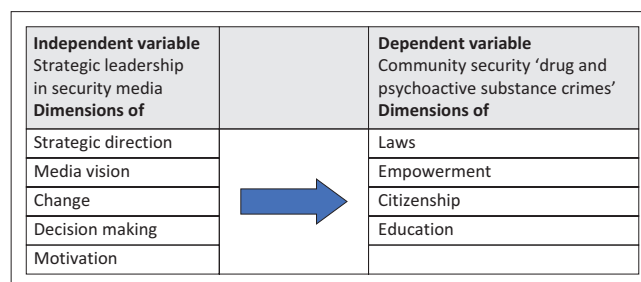 Independent variable
Strategic leadership
in security media
Dimensions of
Dependent variable
Community security ‘drug and
psychoactive substance crimes’
Dimensions of
Strategic direction
Laws
Media vision
Empowerment
Change
Citizenship
Decision making
Education
Motivation